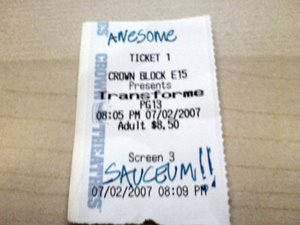 AWESOME
TICKET 1
CROWN BLOCK E15
Presents
Transforme
PG13
08:05 PM 07/02/2007
Adult $8.50
Screen 3
SAUCEUM!!
07/02/2007 08:09 PM
CROWN THEATRES